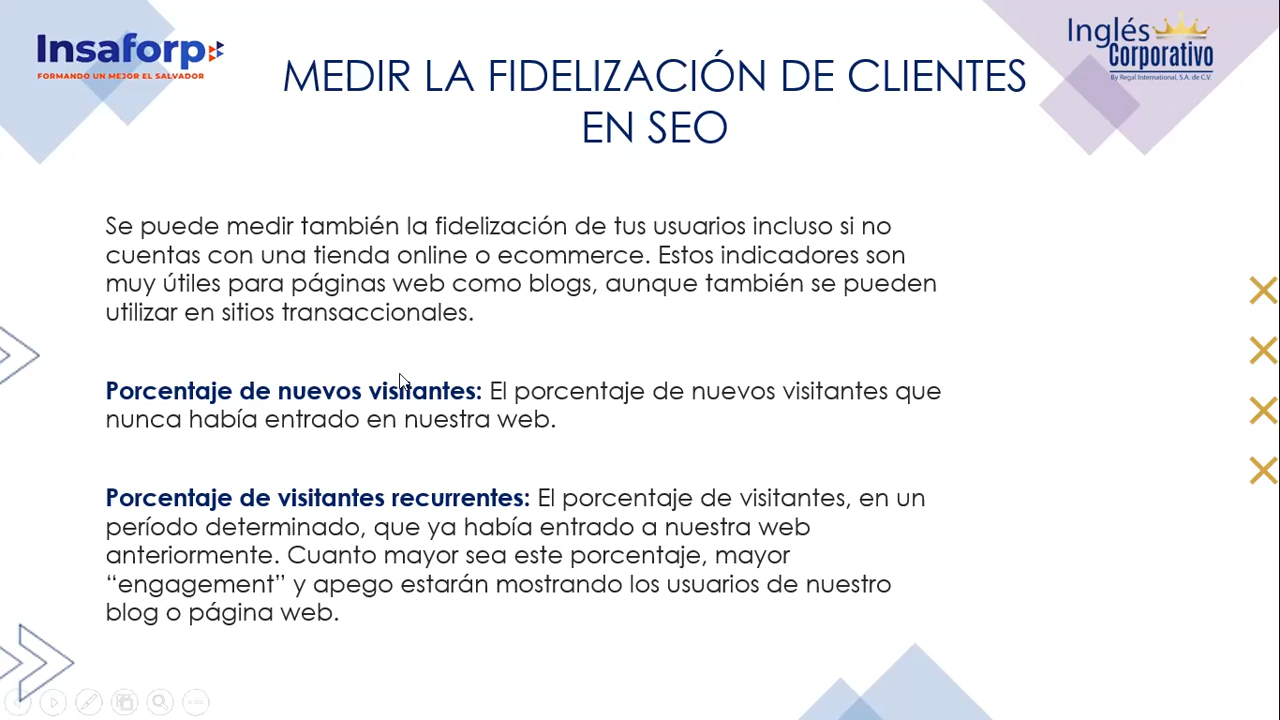 Insaforp
FORMANDO UN MEJOR EL SALVADOR
Inglés
Corporativo
By Regal International, S.A. de C.V.
MEDIR LA FIDELIZACIÓN DE CLIENTES
EN SEO
Se puede medir también la fidelización de tus usuarios incluso si no
cuentas con una tienda online o ecommerce. Estos indicadores son
muy útiles para páginas web como blogs, aunque también se pueden
utilizar en sitios transaccionales.
Porcentaje de nuevos visitantes: El porcentaje de nuevos visitantes que
nunca había entrado en nuestra web.
Porcentaje de visitantes recurrentes: El porcentaje de visitantes, en un
período determinado, que ya había entrado a nuestra web
anteriormente. Cuanto mayor sea este porcentaje, mayor
“engagement” y apego estarán mostrando los usuarios de nuestro
blog o página web.